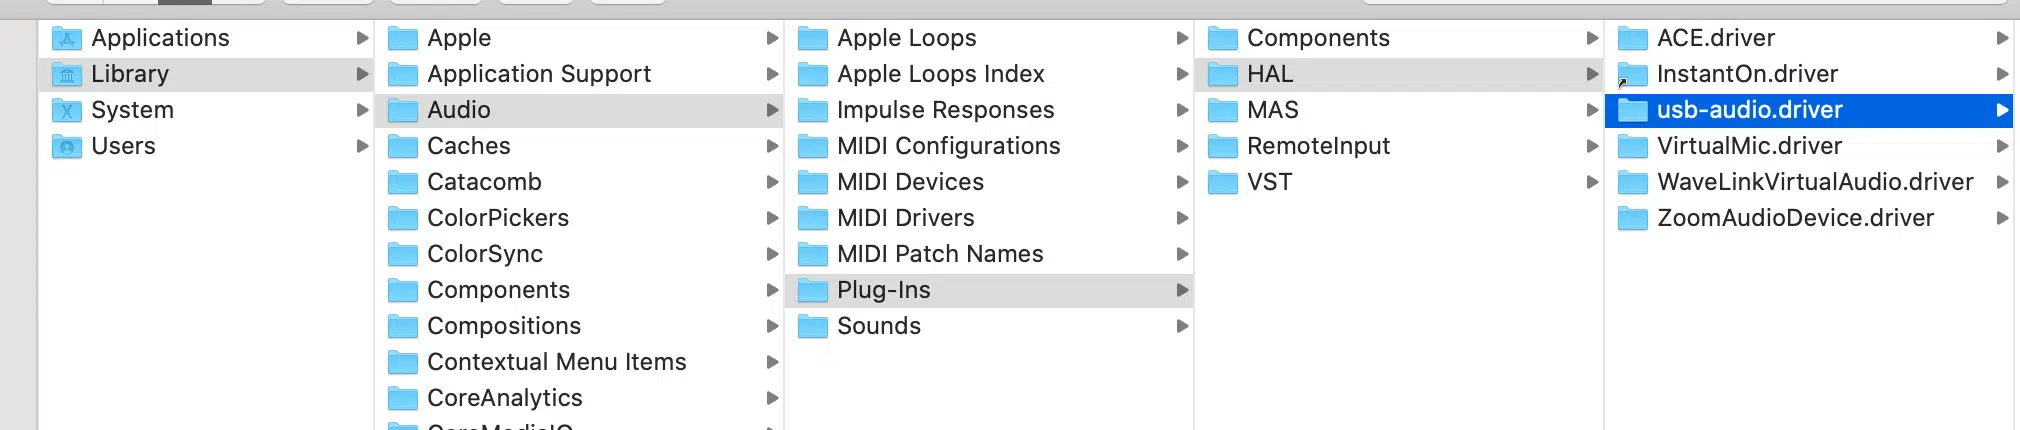 Applications
Library
System
Users
Apple
Application Support
Audio
Caches
Catacomb
ColorPickers
ColorSync
Components
Compositions
Contextual Menu Items
CoreAnalytics
CoreMediaIO
Apple Loops
Apple Loops Index
Impulse Responses
MIDI Configurations
MIDI Devices
MIDI Drivers
MIDI Patch Names
Plug-Ins
Sounds
Components
HAL
MAS
RemoteInput
VST
ACE.driver
InstantOn.driver
usb-audio.driver
VirtualMic.driver
WaveLinkVirtualAudio.driver
ZoomAudioDevice.driver